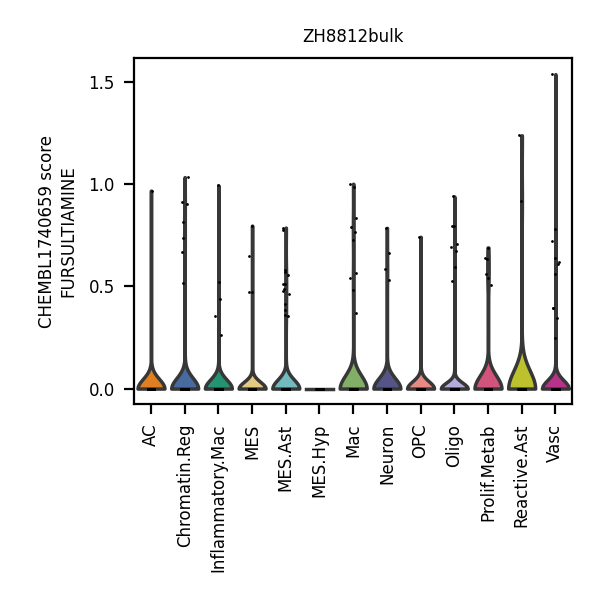 ZH8812bulk
CHEMBL1740659 score
FURSULTIAMINE
1.5
1.0
0.5
0.0
AC
Chromatin.Reg
Inflammatory.Mac
MES
MES.Ast
MES.Hyp
Mac
Neuron
OPC
Oligo
Prolif.Metab
Reactive.Ast
Vasc